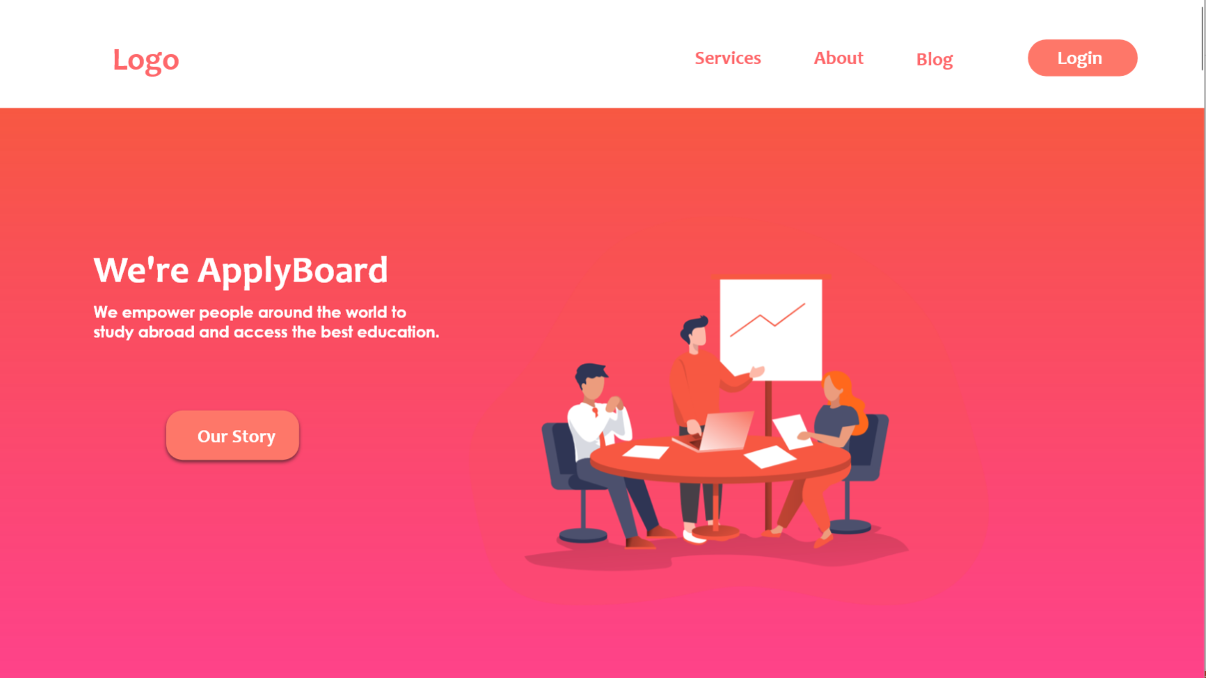 Logo
Services
About
Blog
Login
We're ApplyBoard
We empower people around the world to
study abroad and access the best education.
Our Story